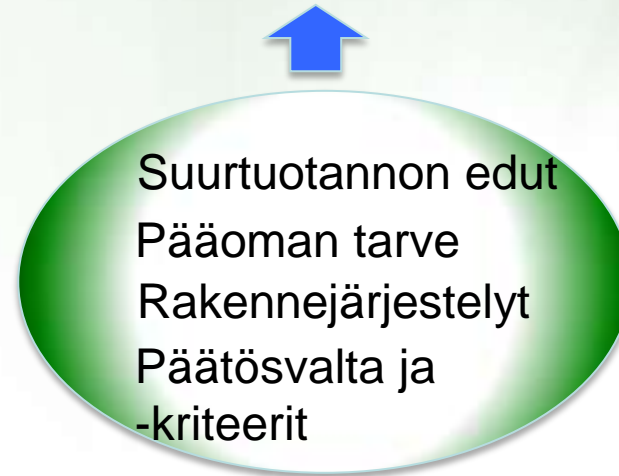 Suurtuotannon edut
Pääoman tarve
Rakennejärjestelyt
Päätösvalta ja
-kriteerit